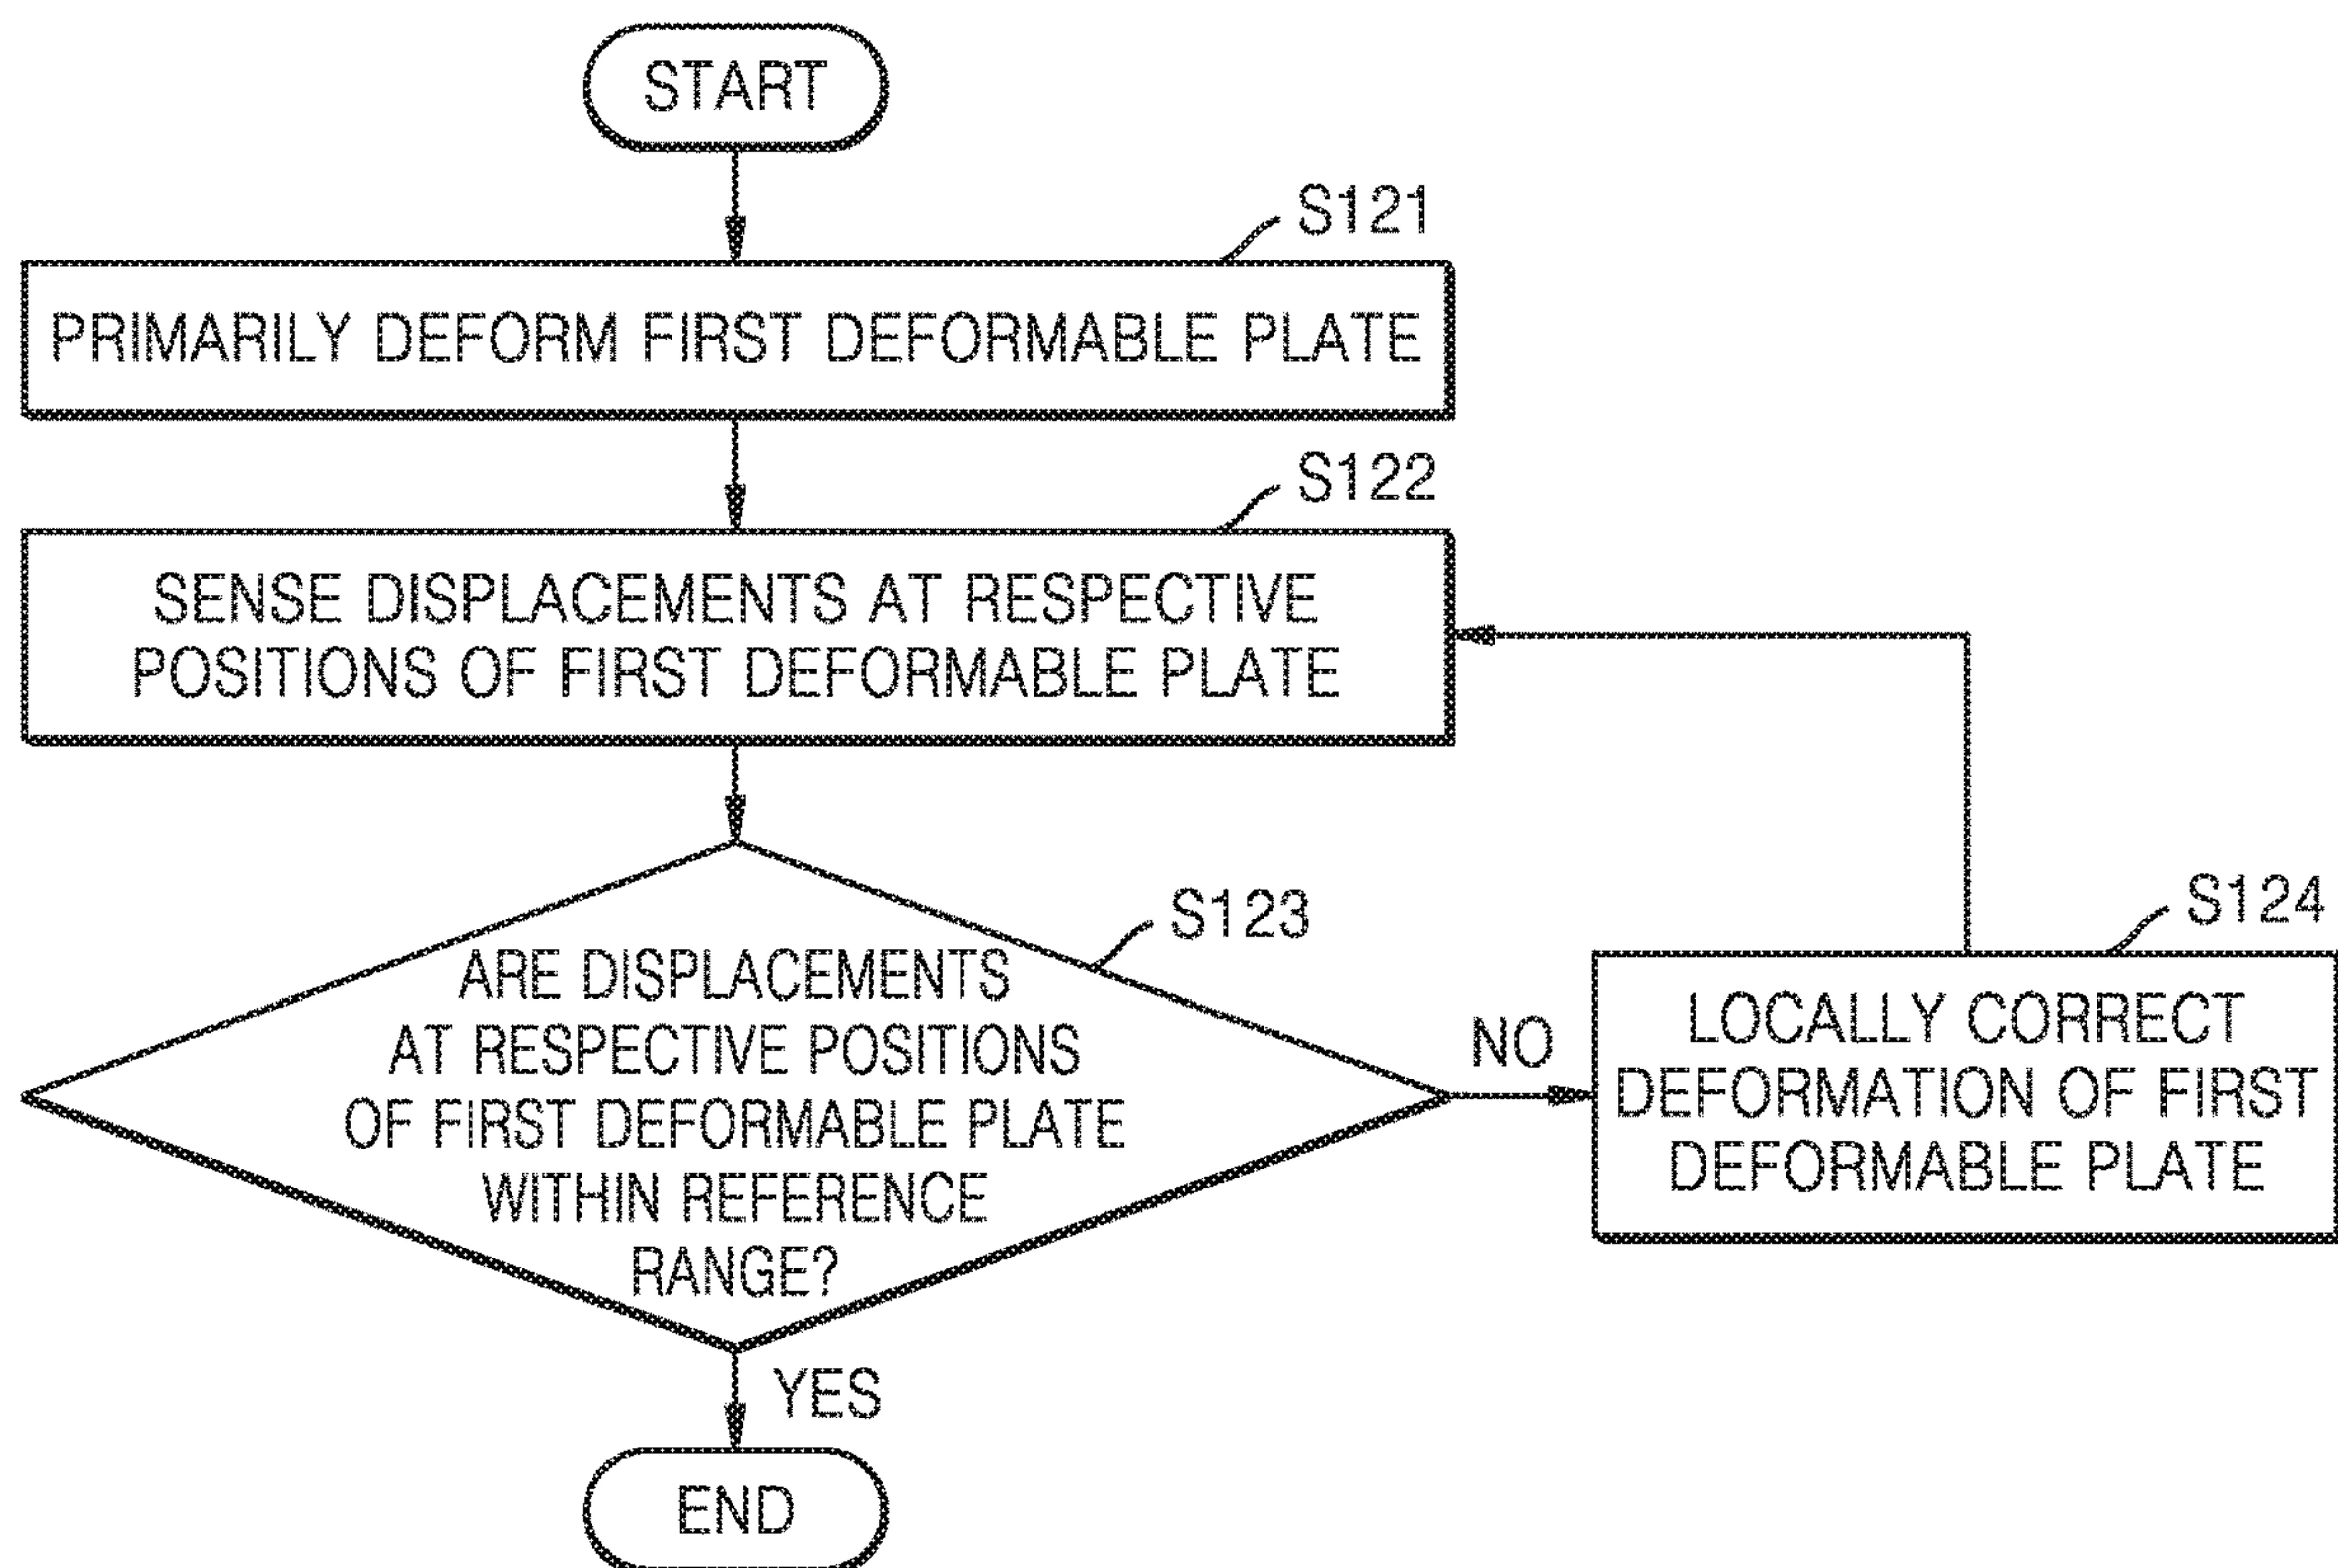 START
S121
PRIMARILY DEFORM FIRST DEFORMABLE PLATE
S122
SENSE DISPLACEMENTS AT RESPECTIVE
POSITIONS OF FIRST DEFORMABLE PLATE
S123
ARE DISPLACEMENTS
AT RESPECTIVE POSITIONS
OF FIRST DEFORMABLE PLATE
WITHIN REFERENCE
RANGE?
NO
S124
LOCALLY CORRECT
DEFORMATION OF FIRST
DEFORMABLE PLATE
YES
END